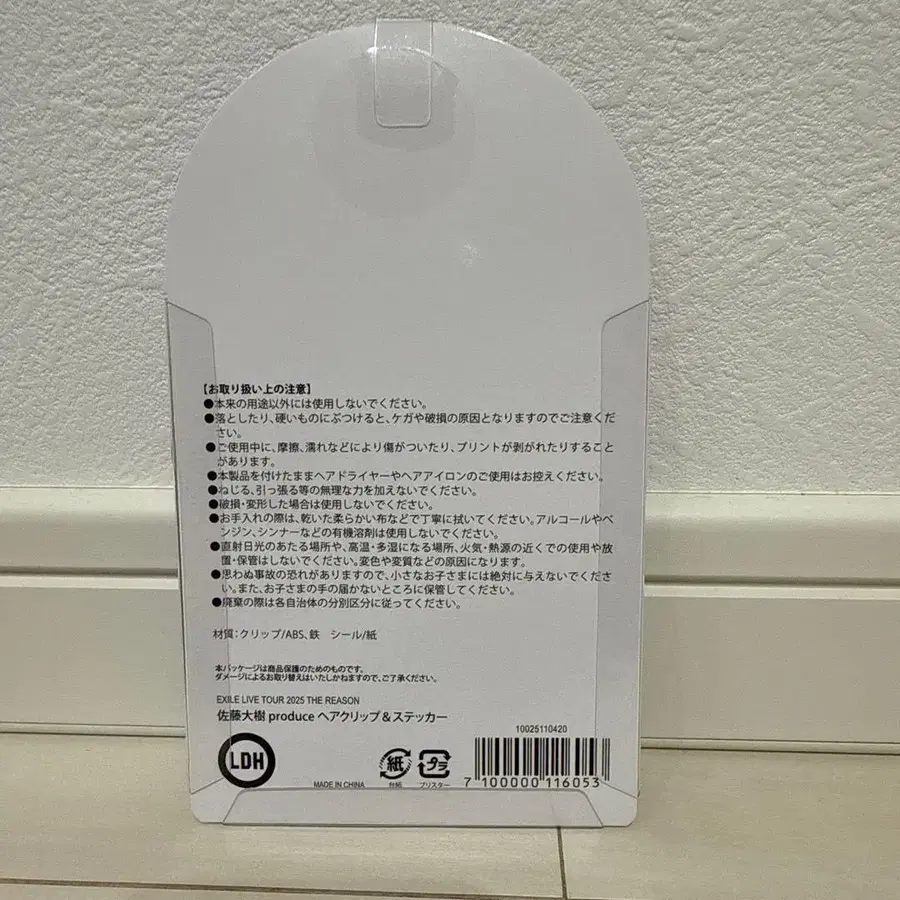 【お取り扱い上の注意】
●本来の用途以外には使用しないでください。
●落としたり、硬いものにぶつけると、ケガや破損の原因となりますのでご注意くだ
さい。
●ご使用中に、摩擦、濡れなどにより傷がついたり、プリントが剥がれたりすること
があります。
●本製品を付けたままヘアドライヤーやヘアアイロンのご使用はお控えください。
●ねじる、引っ張る等の無理な力を加えないでください。
●破損・変形した場合は使用しないでください。
●お手入れの際は、乾いた柔らかい布などで丁寧に拭いてください。アルコールやベ
ンジン、シンナーなどの有機溶剤は使用しないでください。
●直射日光のあたる場所や、高温・多湿になる場所、火気・熱源の近くでの使用や放
置・保管はしないでください。変色や変質などの原因になります。
●思わぬ事故の恐れがありますので、小さなお子さまには絶対に与えないでくださ
い。また、お子さまの手の届かないところに保管してください。
●廃棄の際は各自治体の分別区分に従ってください。
材質：クリップ/ABS、鉄 シール/紙
本パッケージは商品保護のためのものです。
ダメージによるお取り替えはいたしかねますので、ご了承ください。
EXILE LIVE TOUR 2025 THE REASON
佐藤大樹 produce ヘアクリップ＆ステッカー
LDH
MADE IN CHINA
紙
台紙
プラ
ブリスター
10025110420
7 100000 116053